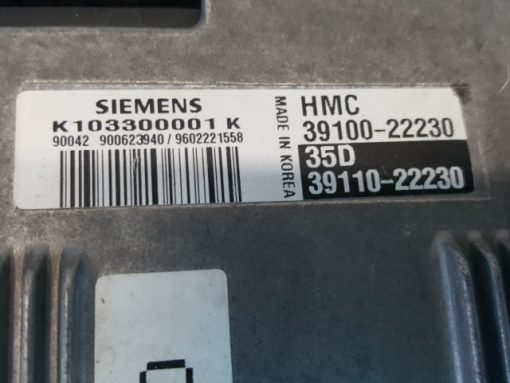 SIEMENS
K103300001 K
90042 900623940 / 9602221558
MADE IN KOREA
HMC
39100-22230
35D
39110-22230